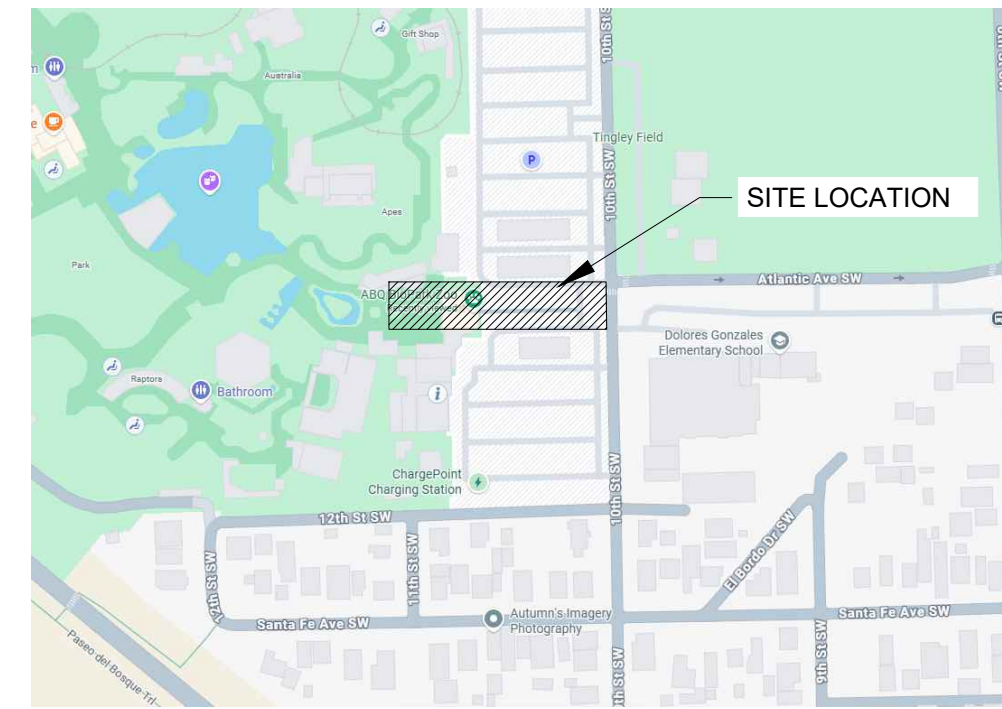 10th St S
Gift Shop
Australia
Tingley Field
P
10th St SW
SITE LOCATION
Apes
Park
ABQ BioPark Zoo
Recently viewed
Atlantic Ave SW
Dolores Gonzales
Elementary School
Raptors
Bathroom
i
ChargePoint
Charging Station
10th St SW
12th St SW
El Bordo Dr SW
11th St SW
12th St SW
Autumn's Imagery
Photography
Santa Fe Ave SW
Santa Fe Ave SW
9th St SW
Paseo del Bosque Trl
th St SW